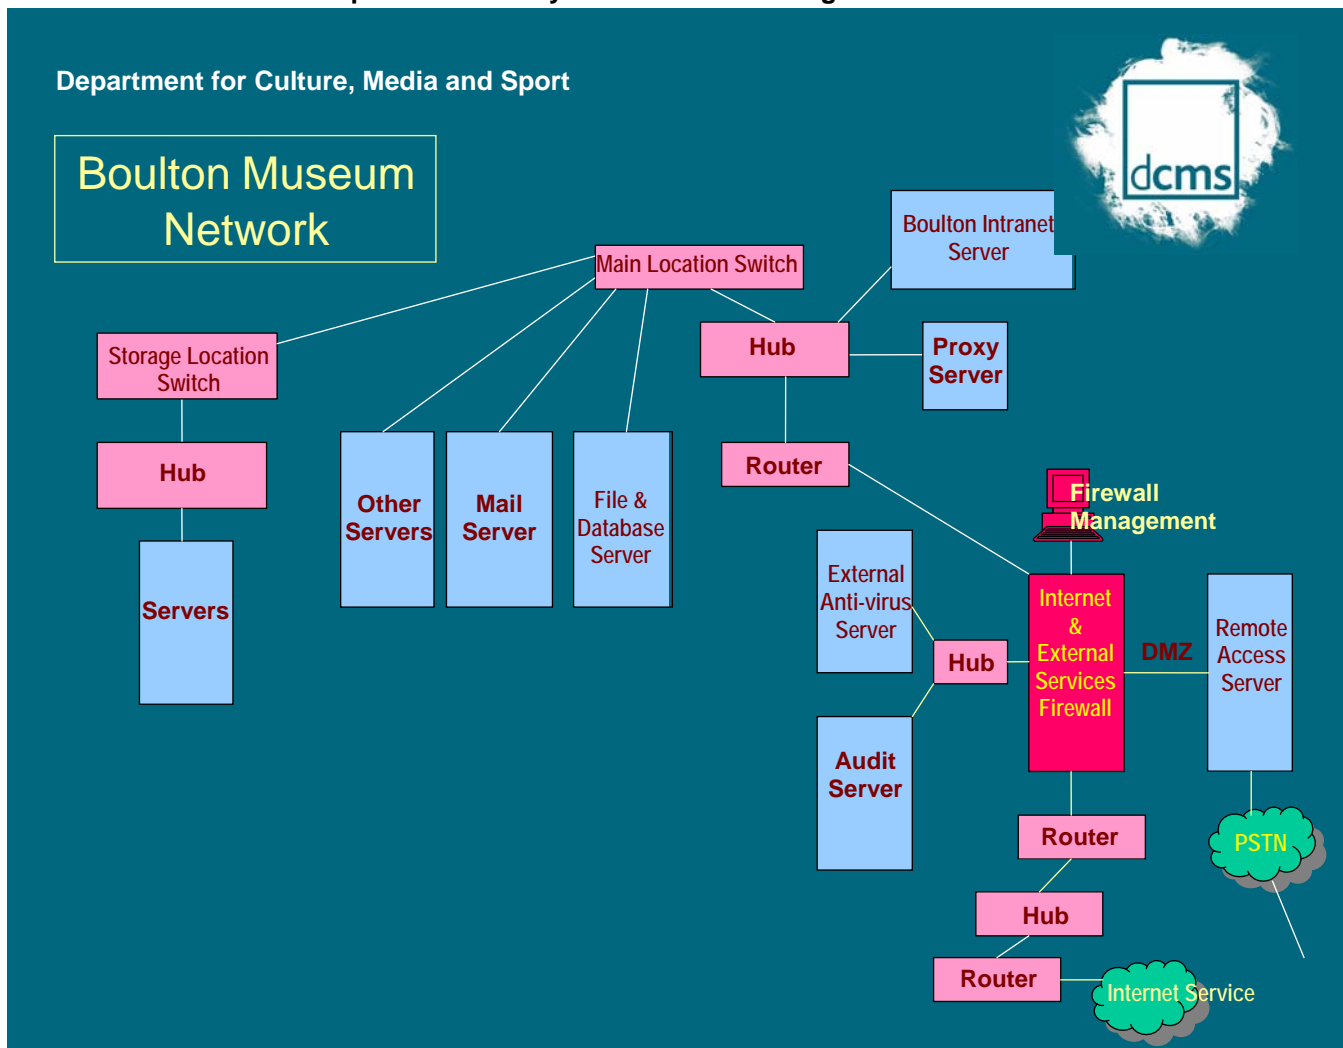 Department for Culture, Media and Sport
dcms
Boulton Museum
Network
Boulton Intranet
Server
Main Location Switch
Hub
Proxy
Server
Storage Location
Switch
Hub
Servers
Other
Servers
Mail
Server
File &
Database
Server
Router
Firewall
Management
External
Anti-virus
Server
Hub
Internet
&
External
Services
Firewall
DMZ
Remote
Access
Server
Audit
Server
Router
PSTN
Hub
Router
Internet Service